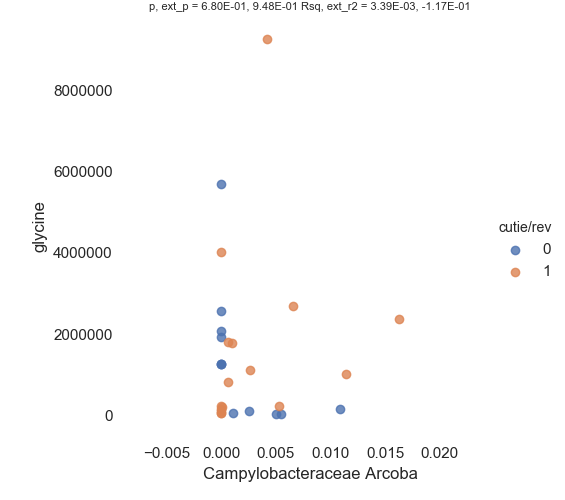 p, ext_p = 6.80E-01, 9.48E-01 Rsq, ext_r2 = 3.39E-03, -1.17E-01
8000000
6000000
4000000
2000000
0
glycine
cutie/rev
0
1
−0.005 0.000 0.005 0.010 0.015 0.020
Campylobacteraceae Arcoba